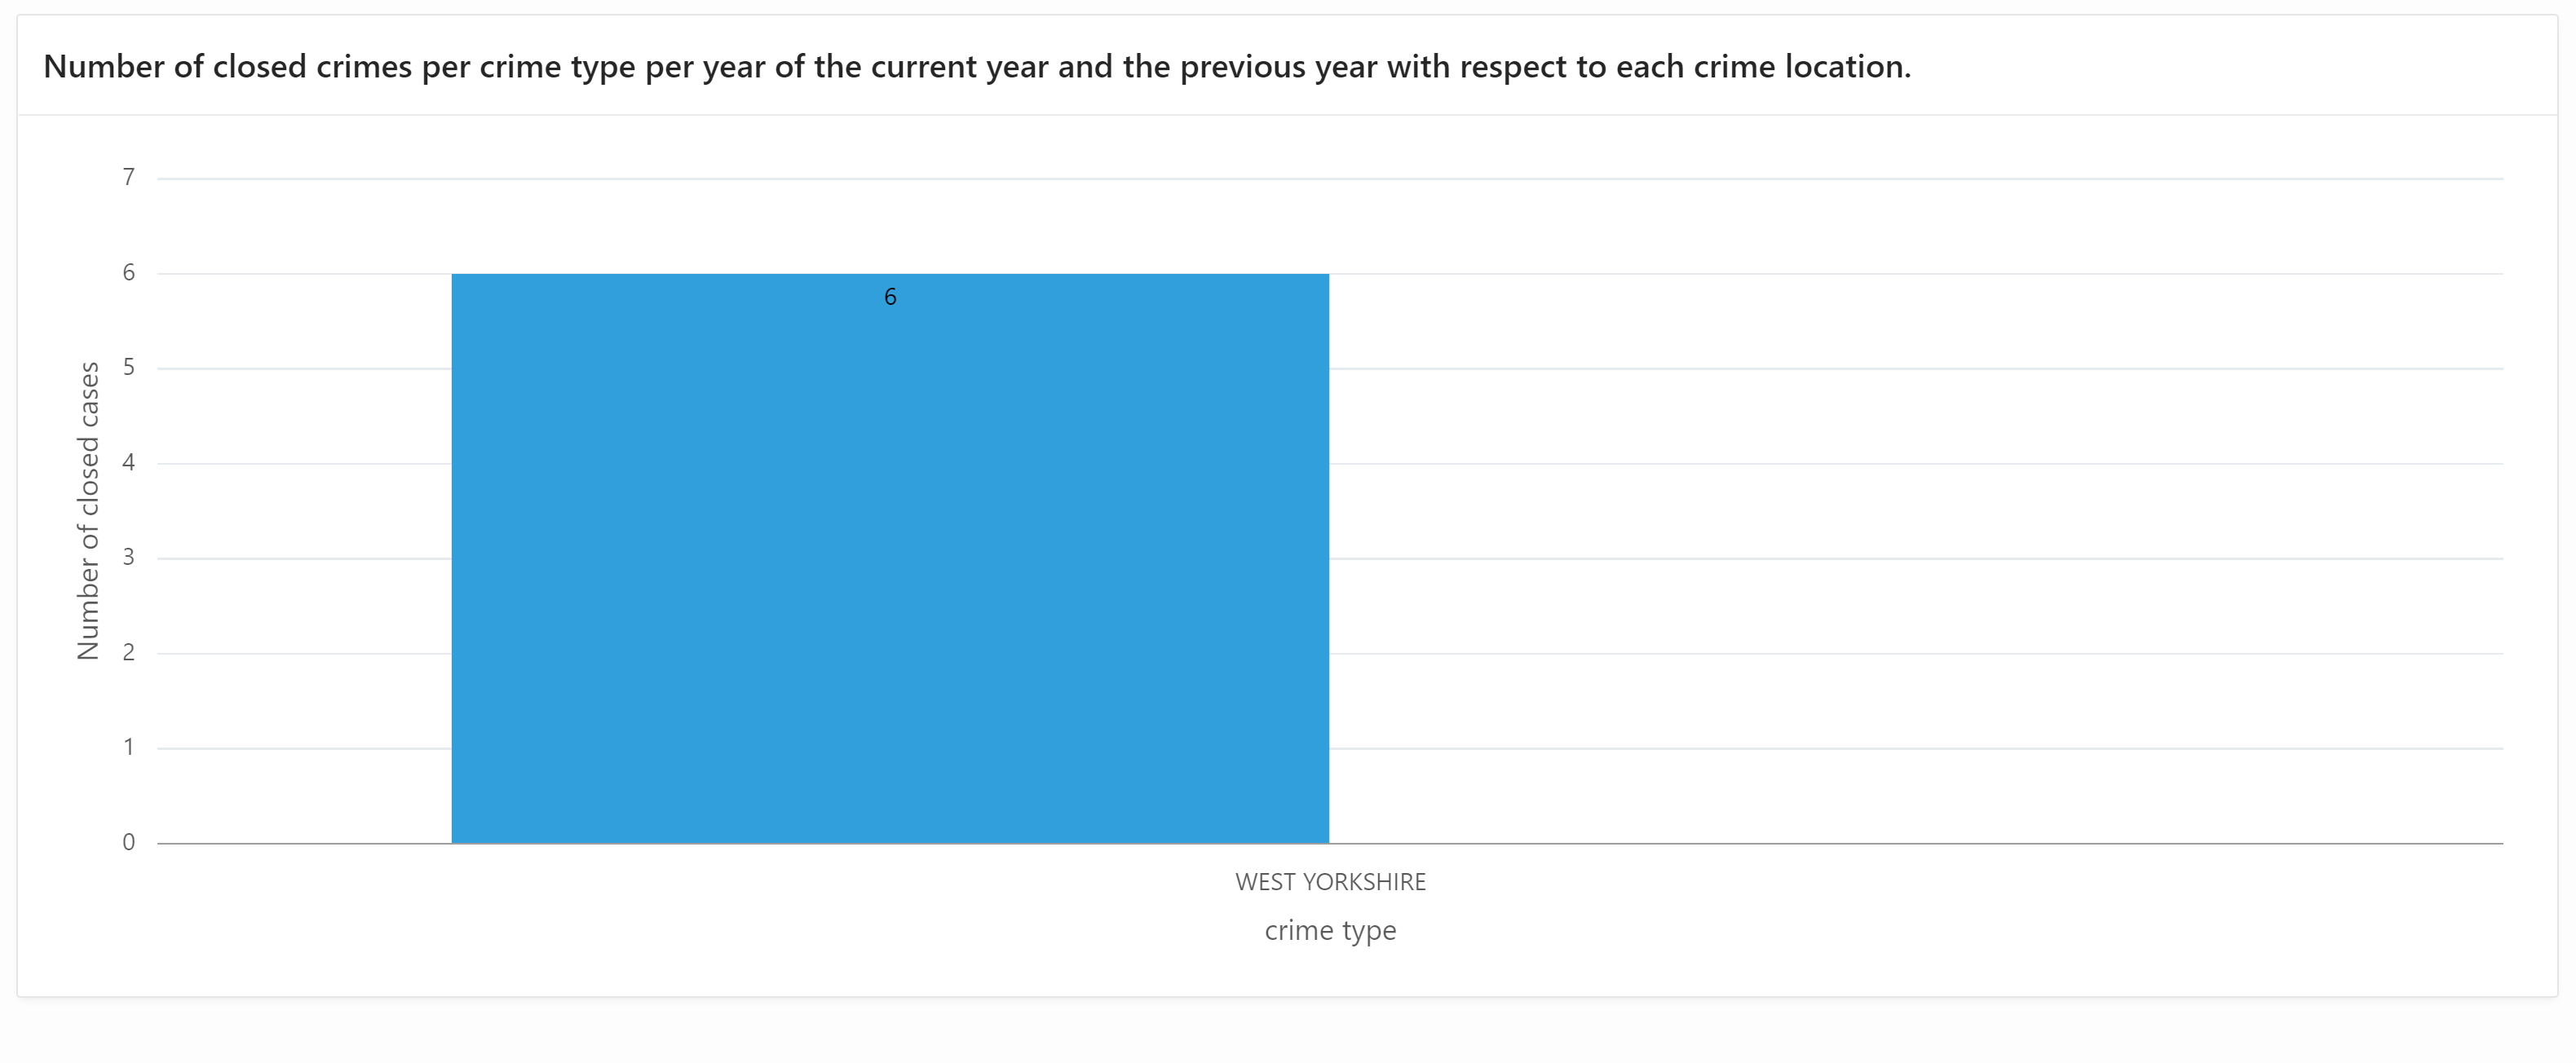 Number of closed crimes per crime type per year of the current year and the previous year with respect to each crime location.
7
6
6
5
4
3
2
1
0
Number of closed cases
WEST YORKSHIRE
crime type